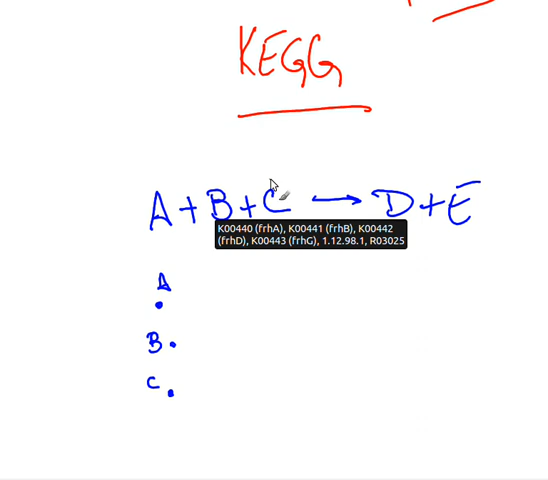 KEGG
A + B + C → D + E
K00440 (frhA), K00441 (frhB), K00442
(frhD), K00443 (frhG), 1.12.98.1, R03025
A
B
C